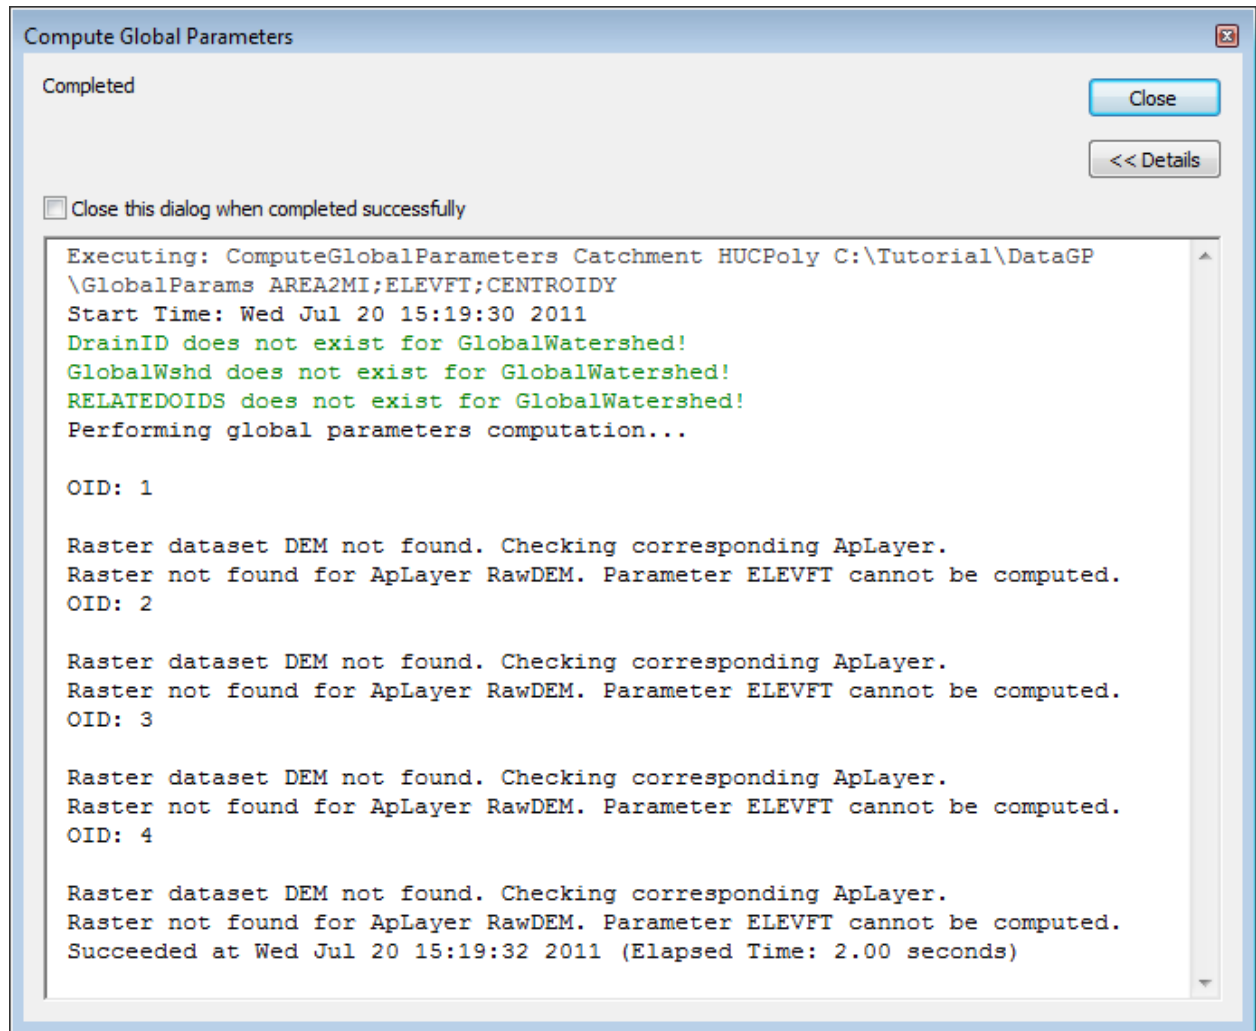 Compute Global Parameters
Completed
Close
<< Details
Close this dialog when completed successfully
Executing: ComputeGlobalParameters Catchment HUCPoly C:\Tutorial\DataGP
\GlobalParams AREA2MI;ELEVFT;CENTROIDY
Start Time: Wed Jul 20 15:19:30 2011
DrainID does not exist for GlobalWatershed!
GlobalWshd does not exist for GlobalWatershed!
RELATEDOIDS does not exist for GlobalWatershed!
Performing global parameters computation...
OID: 1
Raster dataset DEM not found. Checking corresponding ApLayer.
Raster not found for ApLayer RawDEM. Parameter ELEVFT cannot be computed.
OID: 2
Raster dataset DEM not found. Checking corresponding ApLayer.
Raster not found for ApLayer RawDEM. Parameter ELEVFT cannot be computed.
OID: 3
Raster dataset DEM not found. Checking corresponding ApLayer.
Raster not found for ApLayer RawDEM. Parameter ELEVFT cannot be computed.
OID: 4
Raster dataset DEM not found. Checking corresponding ApLayer.
Raster not found for ApLayer RawDEM. Parameter ELEVFT cannot be computed.
Succeeded at Wed Jul 20 15:19:32 2011 (Elapsed Time: 2.00 seconds)